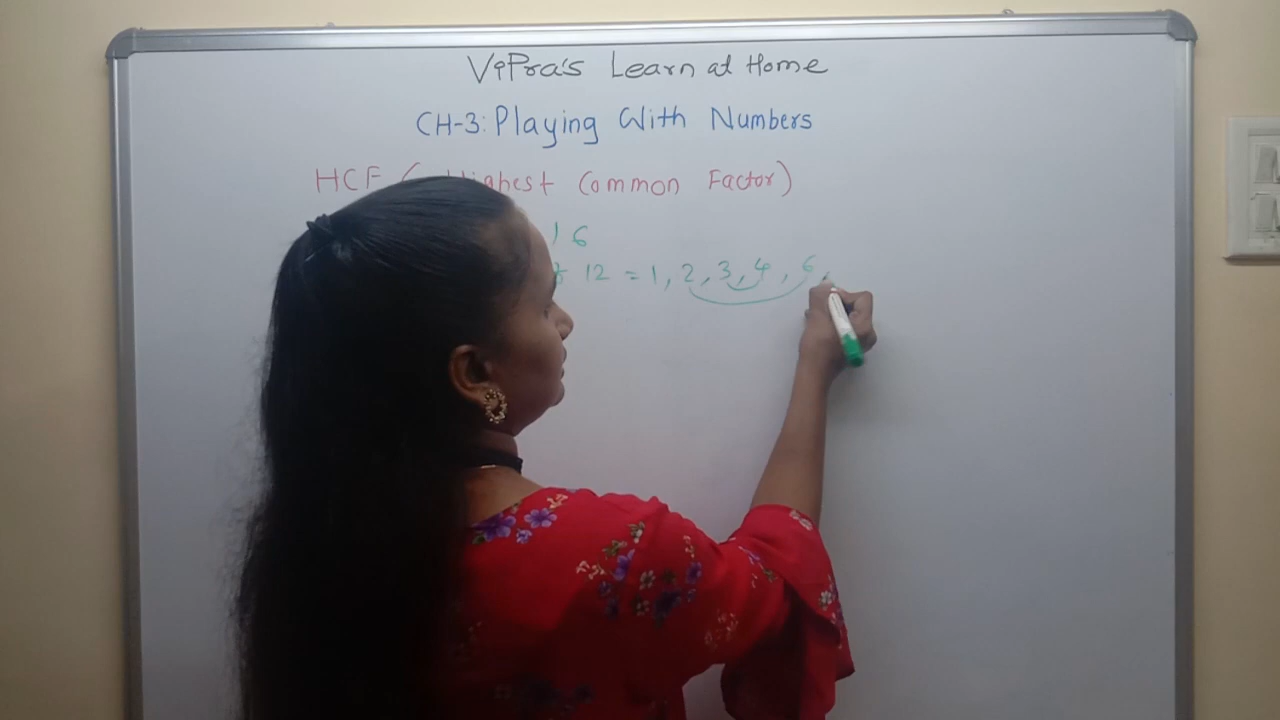 ViPra's Learn at Home
CH-3: Playing With Numbers
HCF ( Highest Common Factor)
16
12 = 1, 2, 3, 4, 6,